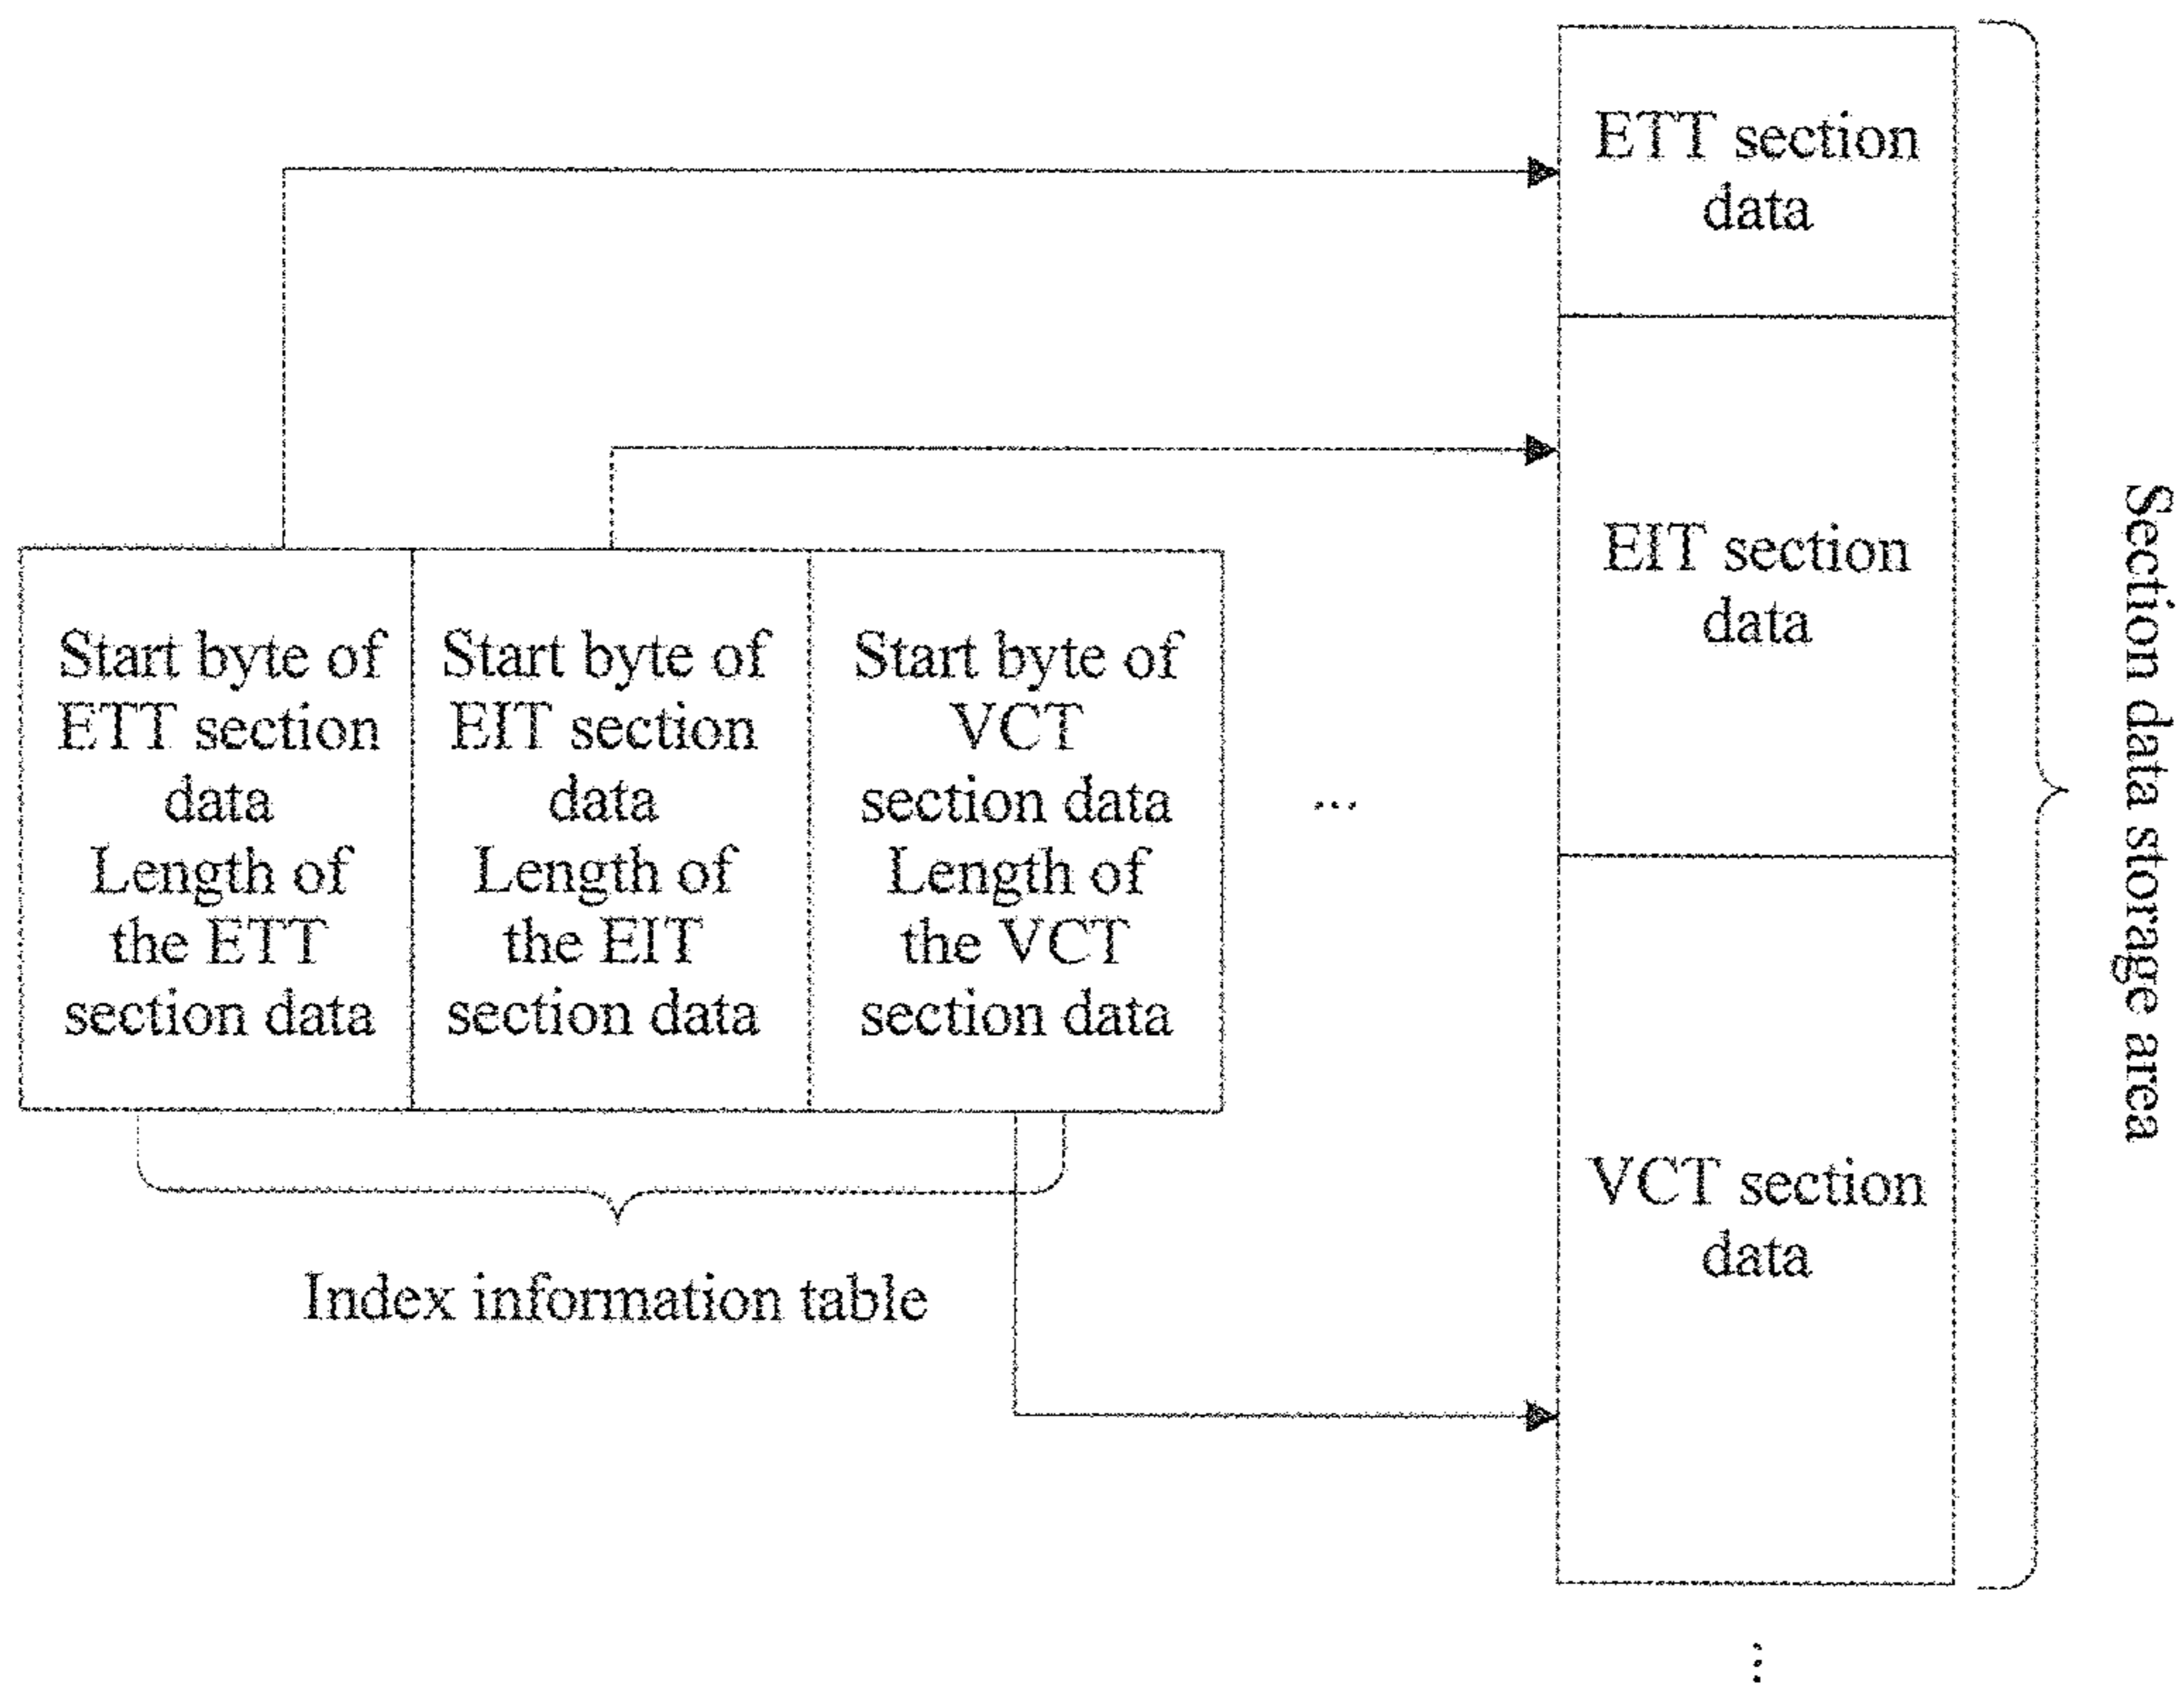 ETT section
data
EIT section
data
VCT section
data
Section data storage area
Start byte of
ETT section
data
Length of
the ETT
section data
Start byte of
EIT section
data
Length of
the EIT
section data
Start byte of
VCT
section data
Length of
the VCT
section data
...
Index information table
⋮